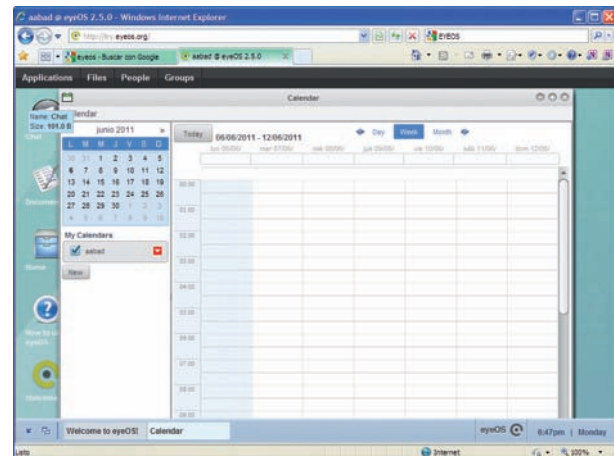 aabad @ eyeOS 2.5.0 - Windows Internet Explorer
eyeos.org/
EYEOS
eyeos - Buscar con Google
aabad @ eyeOS 2.5.0
Applications Files People Groups
Calendar
Name: Chat
Size: 101.0 B
junio 2011 »
Today
06/06/2011 - 12/06/2011
Day Week Month
L M M J V S D
30 31 1 2 3 4 5
6 7 8 9 10 11 12
13 14 15 16 17 18 19
20 21 22 23 24 25 26
27 28 29 30 1 2 3
4 5 6 7 8 9 10
My Calendars
aabad
New
00:00
01:00
02:00
03:00
04:00
05:00
06:00
07:00
08:00
09:00
Home
Welcome to eyeOS! Calendar
eyeOS
6:47pm | Monday
Listo
Internet
100%